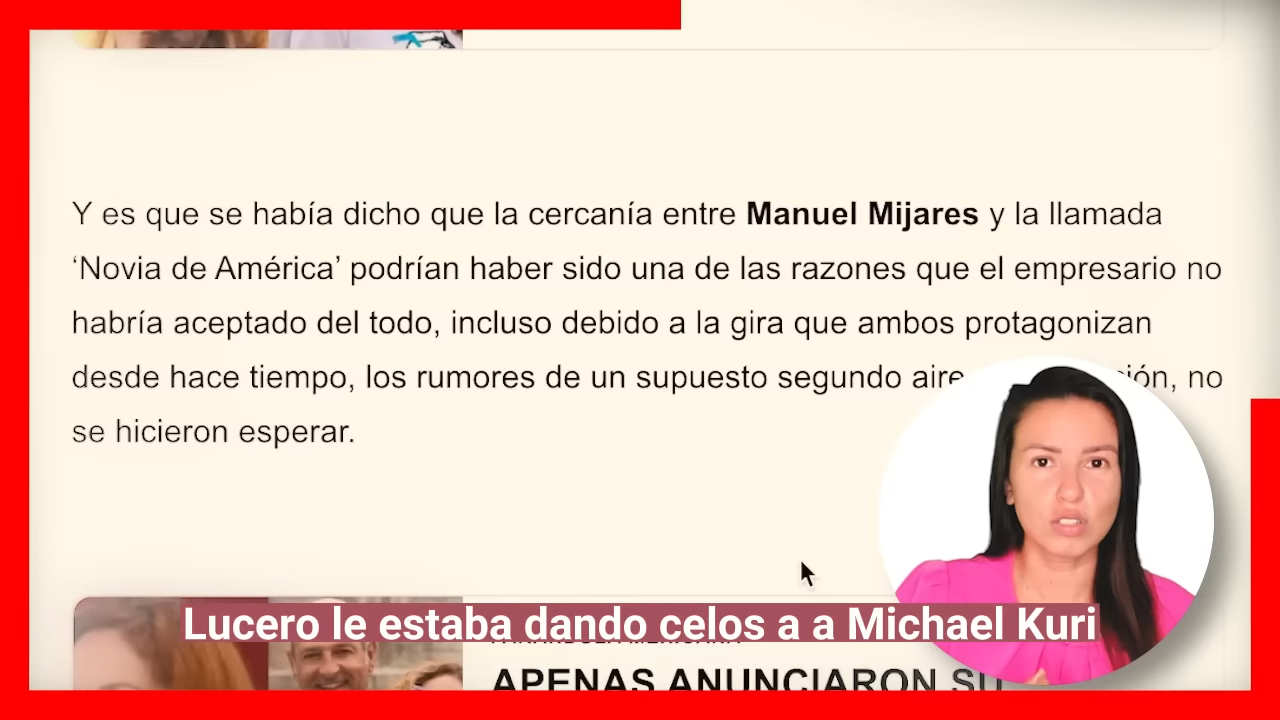 Y es que se había dicho que la cercanía entre Manuel Mijares y la llamada
‘Novia de América’ podrían haber sido una de las razones que el empresario no
habría aceptado del todo, incluso debido a la gira que ambos protagonizan
desde hace tiempo, los rumores de un supuesto segundo aire no
se hicieron esperar.
Lucero le estaba dando celos a a Michael Kuri
APENAS ANUNCIARON SU